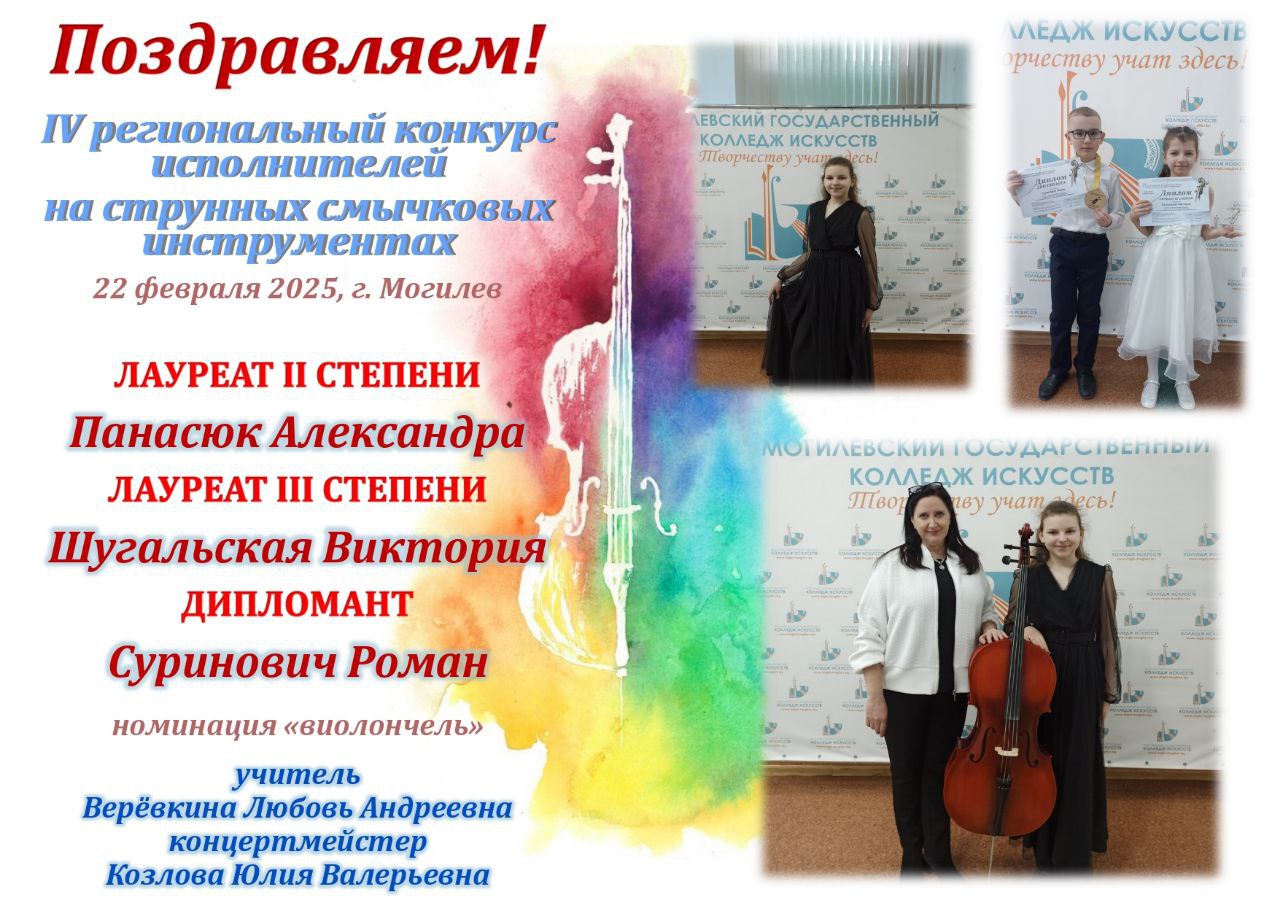 Поздравляем!
IV региональный конкурс
исполнителей
на струнных смычковых
инструментах
22 февраля 2025, г. Могилев
ЛАУРЕАТ II СТЕПЕНИ
Панасюк Александра
ЛАУРЕАТ III СТЕПЕНИ
Шугальская Виктория
ДИПЛОМАНТ
Суринович Роман
номинация «виолончель»
учитель
Верёвкина Любовь Андреевна
концертмейстер
Козлова Юлия Валерьевна
ЛЕВСКИЙ ГОСУДАРСТВЕННЫЙ
КОЛЛЕДЖ ИСКУССТВ
Творчеству учат здесь!
ЛЛЕДЖ ИСКУССТВ
орчеству учат здесь!
Диплом
Диплом
МОГИЛЕВСКИЙ ГОСУДАРСТВЕННЫЙ
КОЛЛЕДЖ ИСКУССТВ
Творчеству учат здесь!